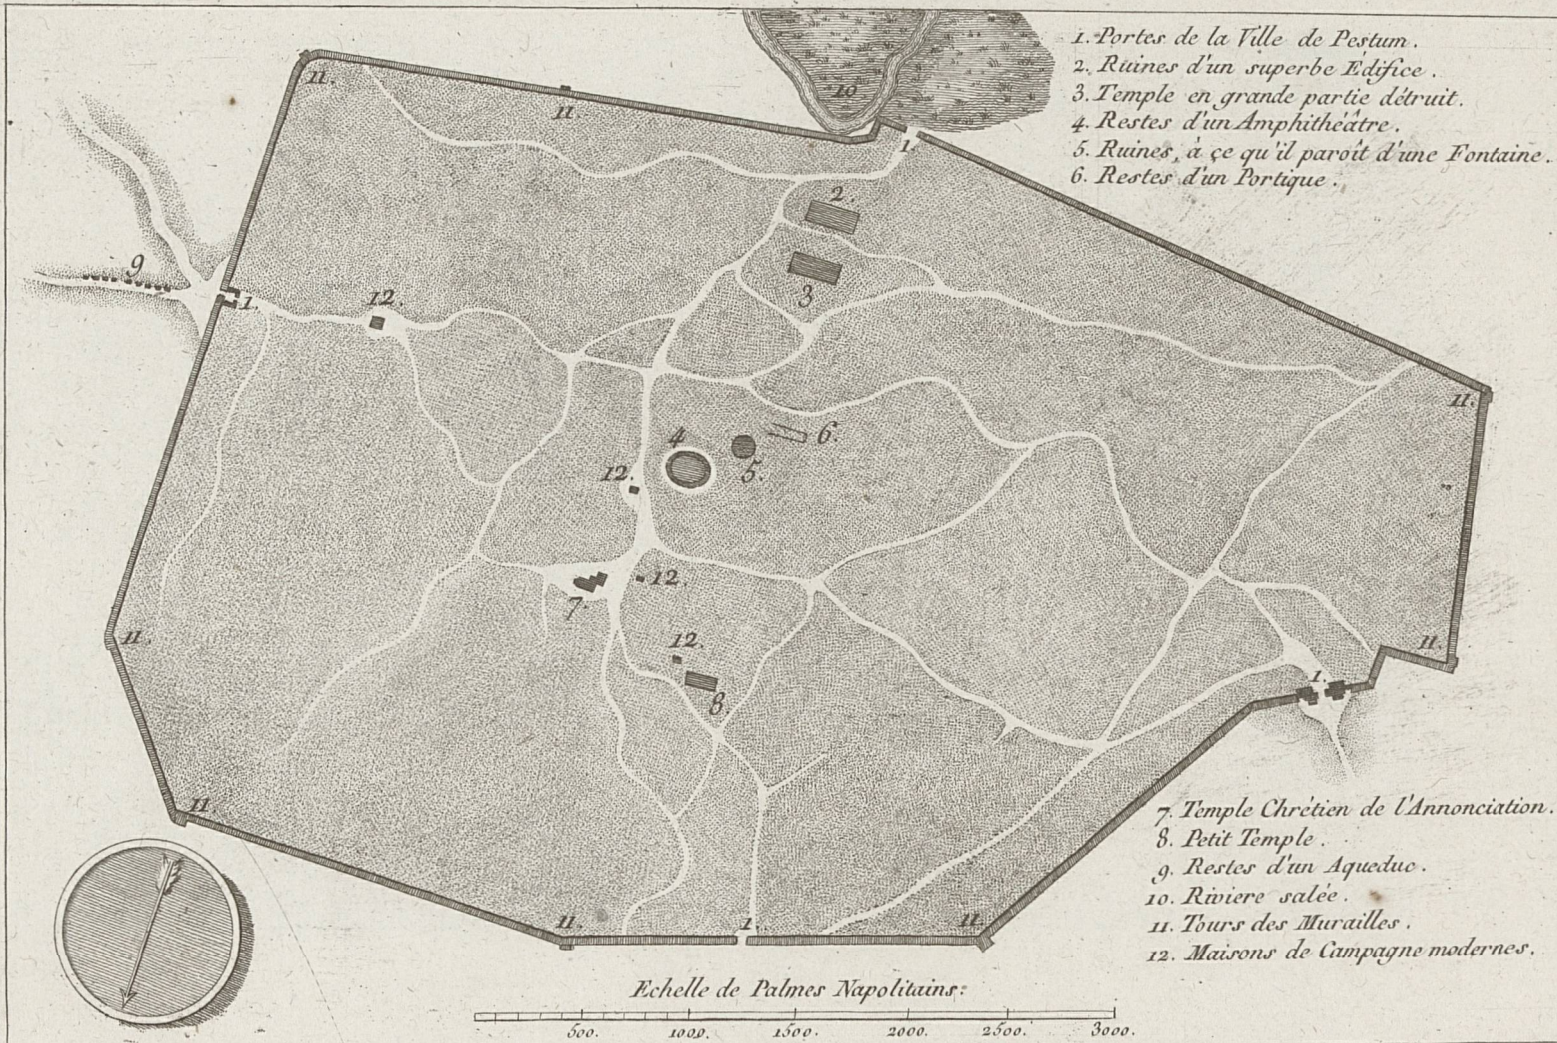 1. Portes de la Ville de Pestum.
2. Ruines d'un superbe Edifice.
3. Temple en grande partie détruit.
4. Restes d'un Amphithéâtre.
5. Ruines, à çe qu'il paroît d'une Fontaine.
6. Restes d'un Portique.
11.
11.
10
1.
2.
3
9
1.
12.
11.
4
6.
5.
12.
7.
12.
11.
12.
8
11.
1.
11.
7. Temple Chrétien de l'Annonciation.
8. Petit Temple.
9. Restes d'un Aqueduc.
10. Riviere salée.
11. Tours des Murailles.
12. Maisons de Campagne modernes.
11.
1.
11.
Echelle de Palmes Napolitains:
500. 1000. 1500. 2000. 2500. 3000.